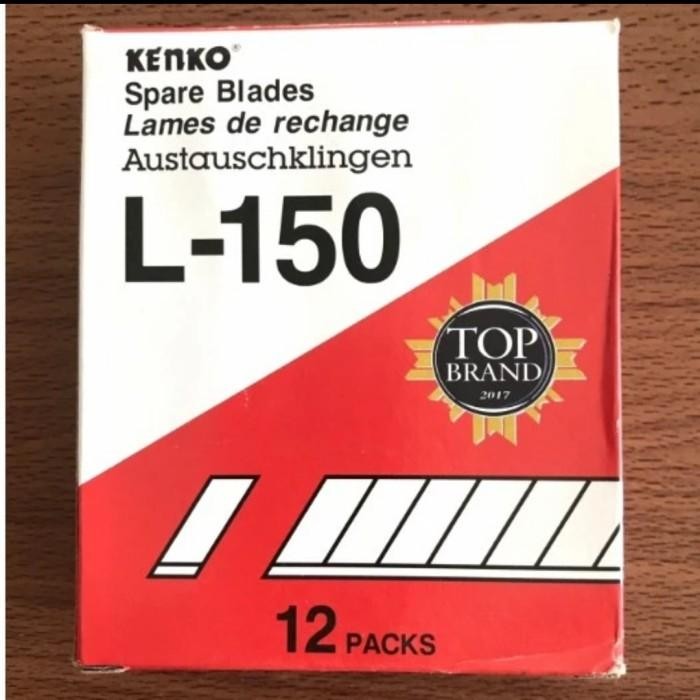 KENKO®
Spare Blades
Lames de rechange
Austauschklingen
L-150
TOP
BRAND
2017
12 PACKS